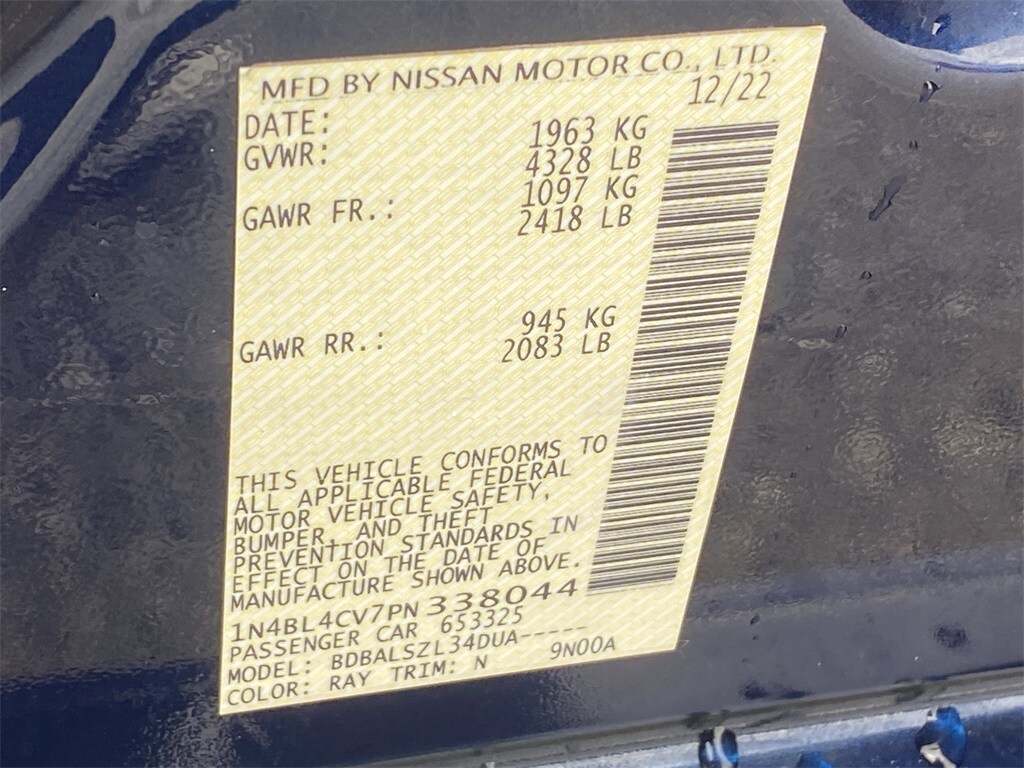 MFD BY NISSAN MOTOR CO., LTD.
DATE: 12/22
GVWR: 1963 KG
4328 LB
GAWR FR.: 1097 KG
2418 LB
GAWR RR.: 945 KG
2083 LB
THIS VEHICLE CONFORMS TO
ALL APPLICABLE FEDERAL
MOTOR VEHICLE SAFETY,
BUMPER, AND THEFT
PREVENTION STANDARDS IN
EFFECT ON THE DATE OF
MANUFACTURE SHOWN ABOVE.
1N4BL4CV7PN338044
PASSENGER CAR 653325
MODEL: BDBALSZL34DUA-----
COLOR: RAY TRIM: N 9N00A